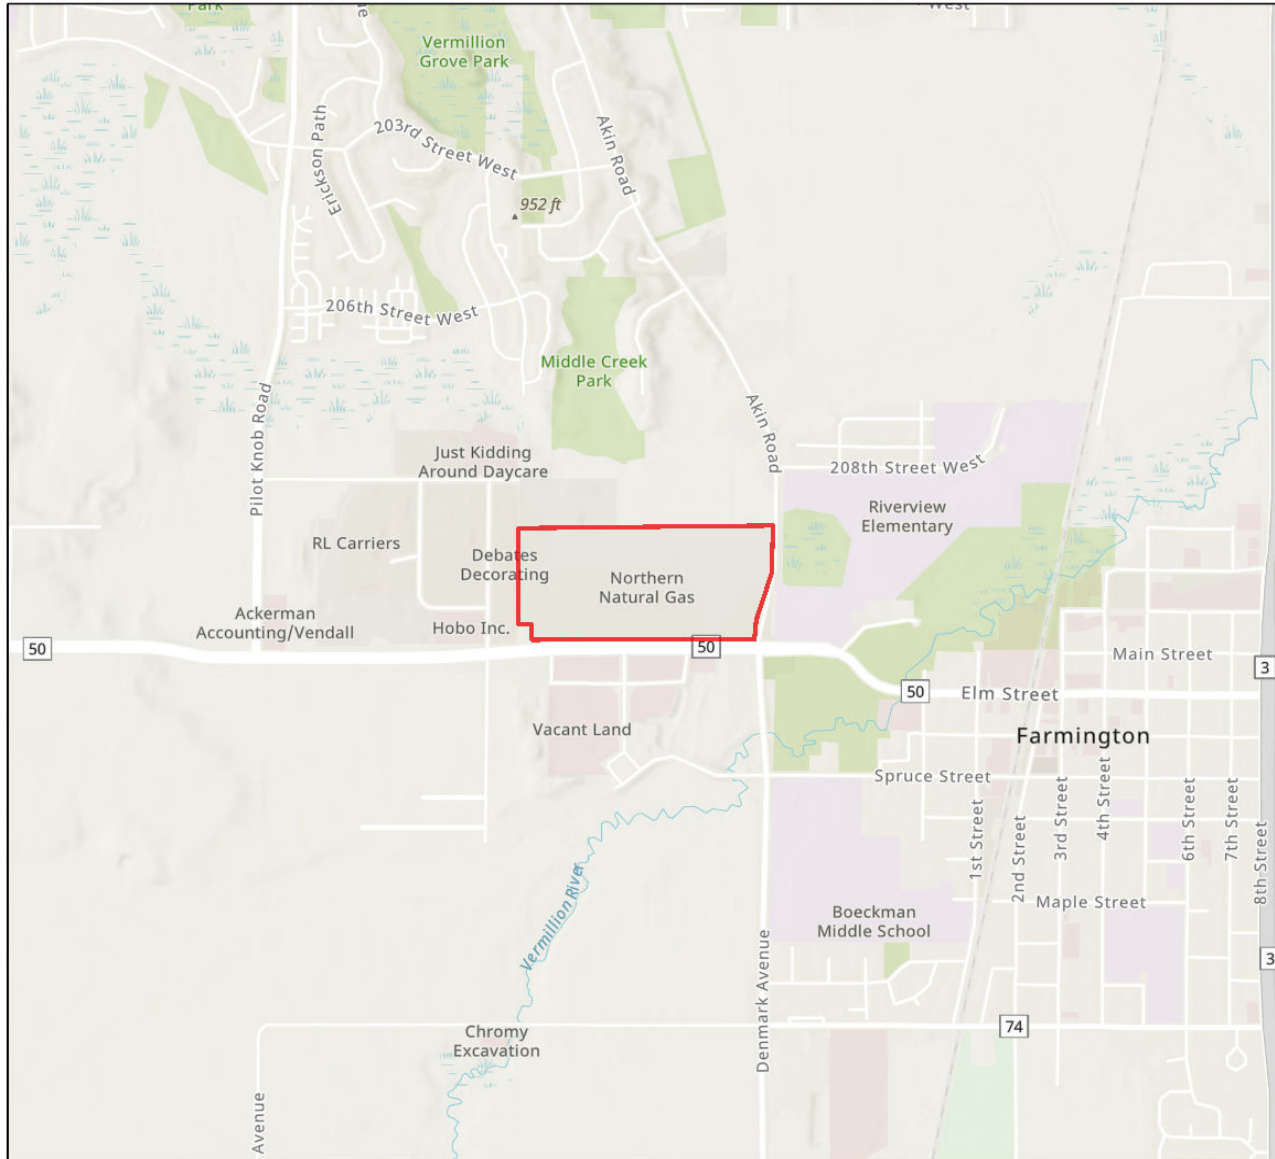 Park
ue
West
Vermillion
Grove Park
203rd Street West
Erickson Path
Akin Road
952 ft
206th Street West
Middle Creek
Park
Pilot Knob Road
Akin Road
Just Kidding
Around Daycare
208th Street West
Riverview
Elementary
RL Carriers
Debates
Decorating
Northern
Natural Gas
Ackerman
Accounting/Vendall
Hobo Inc.
50
50
Main Street
3
50
Elm Street
Vacant Land
Farmington
Spruce Street
1st Street
2nd Street
3rd Street
4th Street
6th Street
7th Street
8th Street
Vermillion River
Maple Street
Boeckman
Middle School
Denmark Avenue
3
Chromy
Excavation
74
Avenue